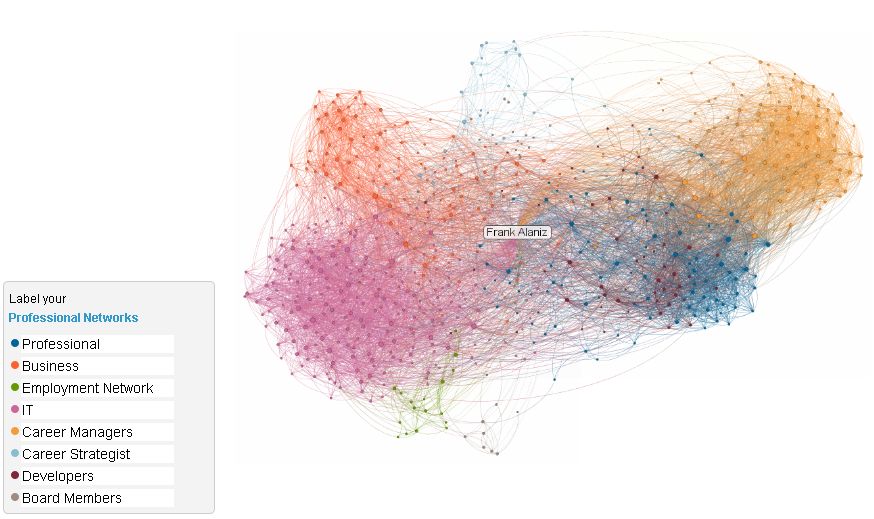 Frank Alaniz
Label your
Professional Networks
Professional
Business
Employment Network
IT
Career Managers
Career Strategist
Developers
Board Members